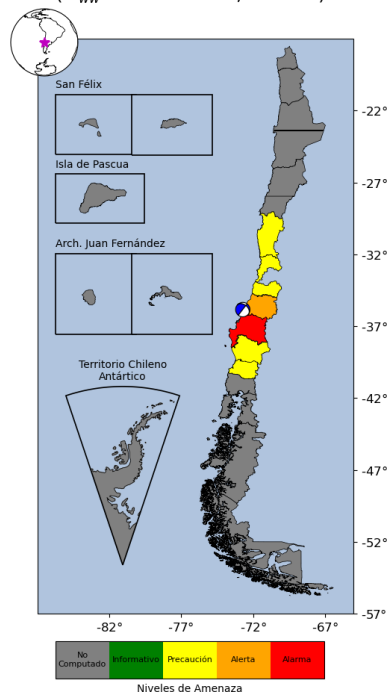 San Félix
Isla de Pascua
Arch. Juan Fernández
Territorio Chileno
Antártico
-22°
-27°
-32°
-37°
-42°
-47°
-52°
-57°
-82°
-77°
-72°
-67°
No
Computado
Informativo
Precaución
Alerta
Alarma
Niveles de Amenaza